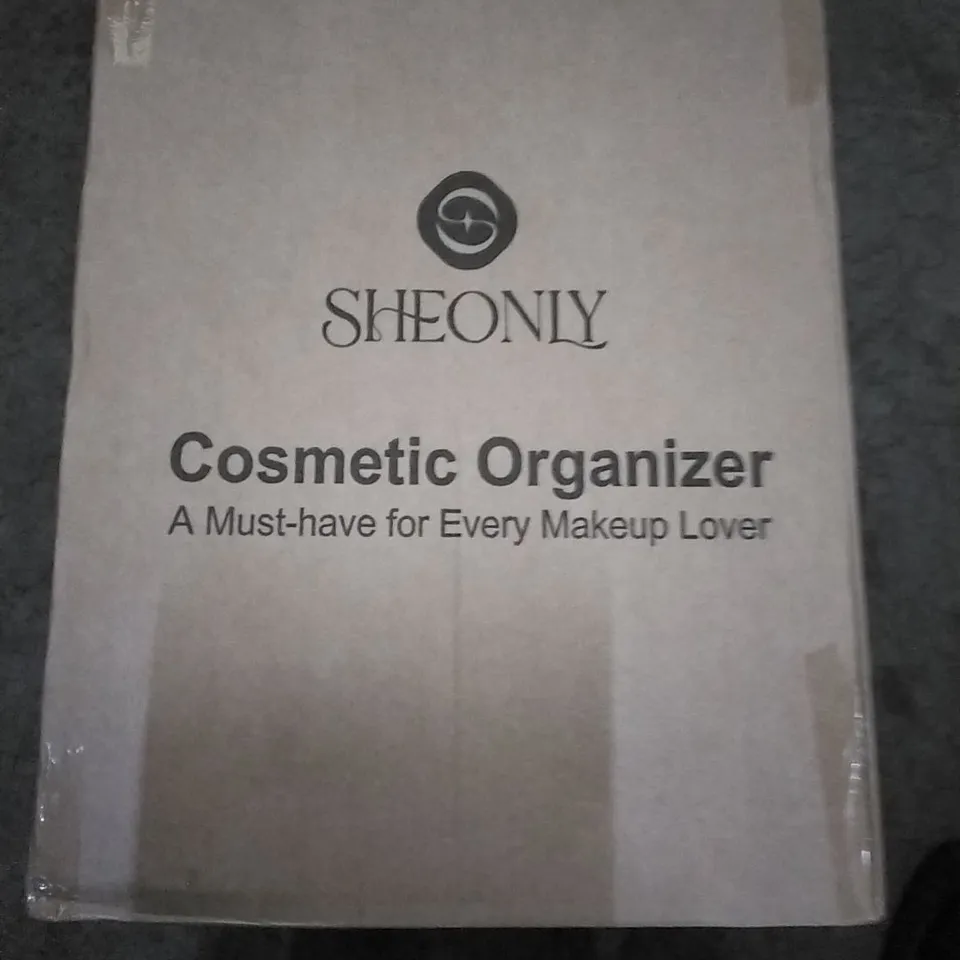 SHEONLY
Cosmetic Organizer
A Must-have for Every Makeup Lover